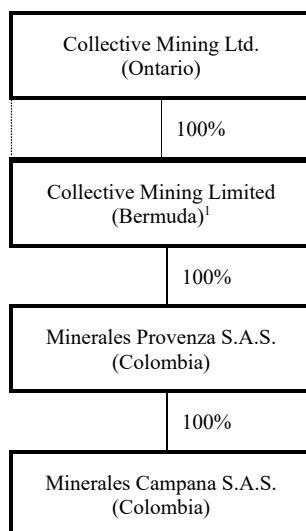 Collective Mining Ltd.
(Ontario)
100%
Collective Mining Limited
(Bermuda)¹
100%
Minerales Provenza S.A.S.
(Colombia)
100%
Minerales Campana S.A.S.
(Colombia)